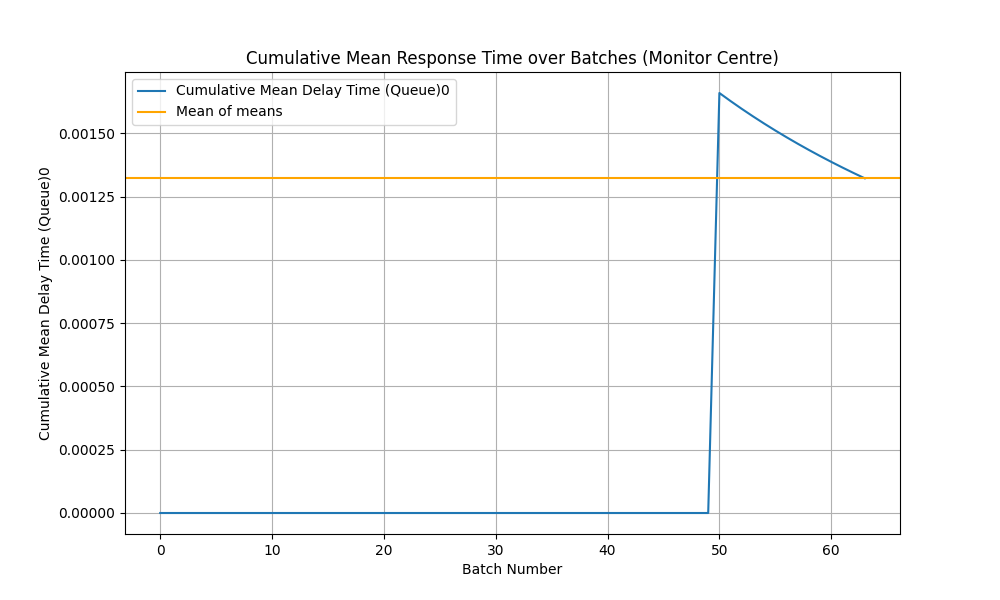 Cumulative Mean Response Time over Batches (Monitor Centre)
Cumulative Mean Delay Time (Queue)0
Mean of means
Cumulative Mean Delay Time (Queue)0
0.00150
0.00125
0.00100
0.00075
0.00050
0.00025
0.00000
0 10 20 30 40 50 60
Batch Number